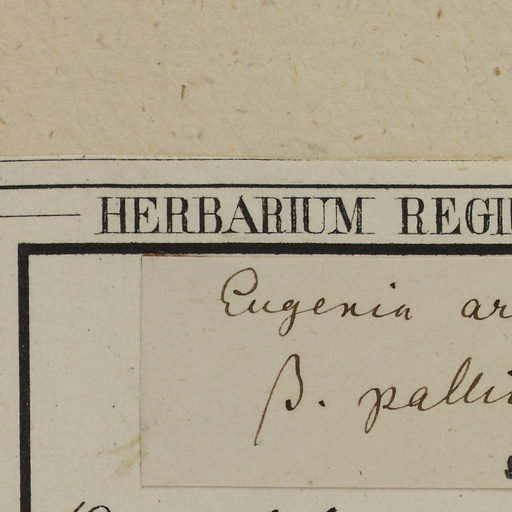 HERBARIUM REGI
Eugenia ar
β. palli